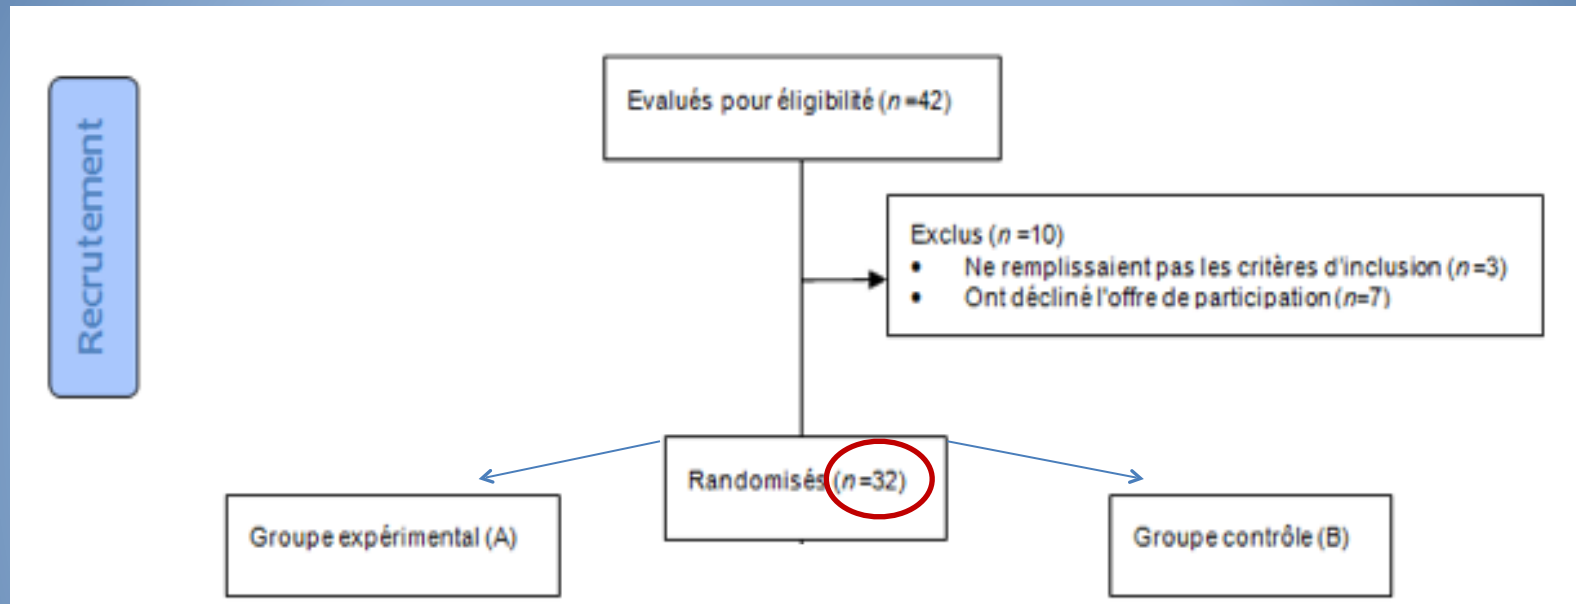 Recrutement
Evalués pour éligibilité (n=42)
Exclus (n=10)
• Ne remplissaient pas les critères d'inclusion (n=3)
• Ont décliné l'offre de participation (n=7)
Randomisés (n=32)
Groupe expérimental (A)
Groupe contrôle (B)